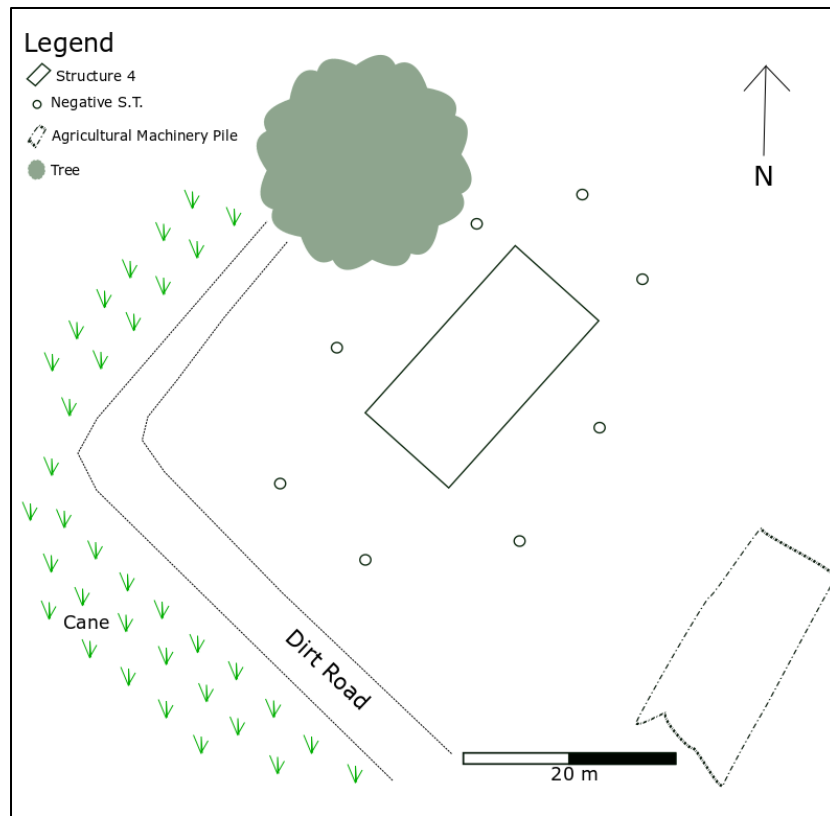 Legend
Structure 4
Negative S.T.
Agricultural Machinery Pile
Tree
N
Cane
Dirt Road
20 m